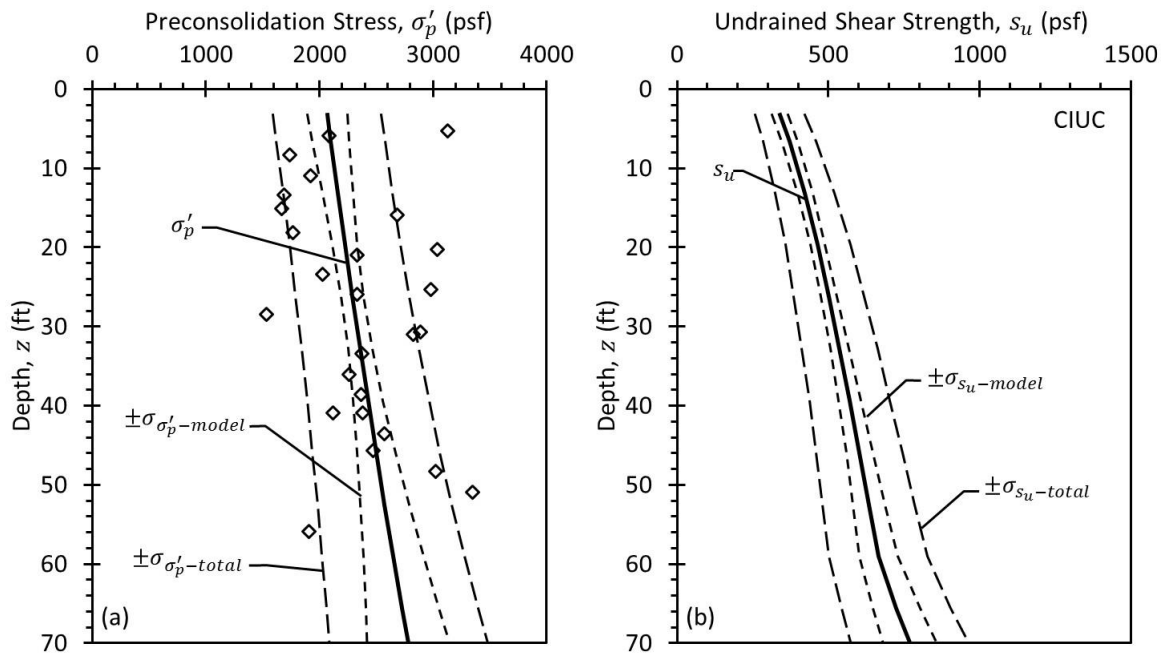 Preconsolidation Stress, σ′p (psf)
0 1000 2000 3000 4000
0
10
20
30
40
50
60
70
Depth, z (ft)
σ′p
±σσ′p−model
±σσ′p−total
(a)
Undrained Shear Strength, su (psf)
0 500 1000 1500
0
10
20
30
40
50
60
70
Depth, z (ft)
CIUC
su
±σsu−model
±σsu−total
(b)